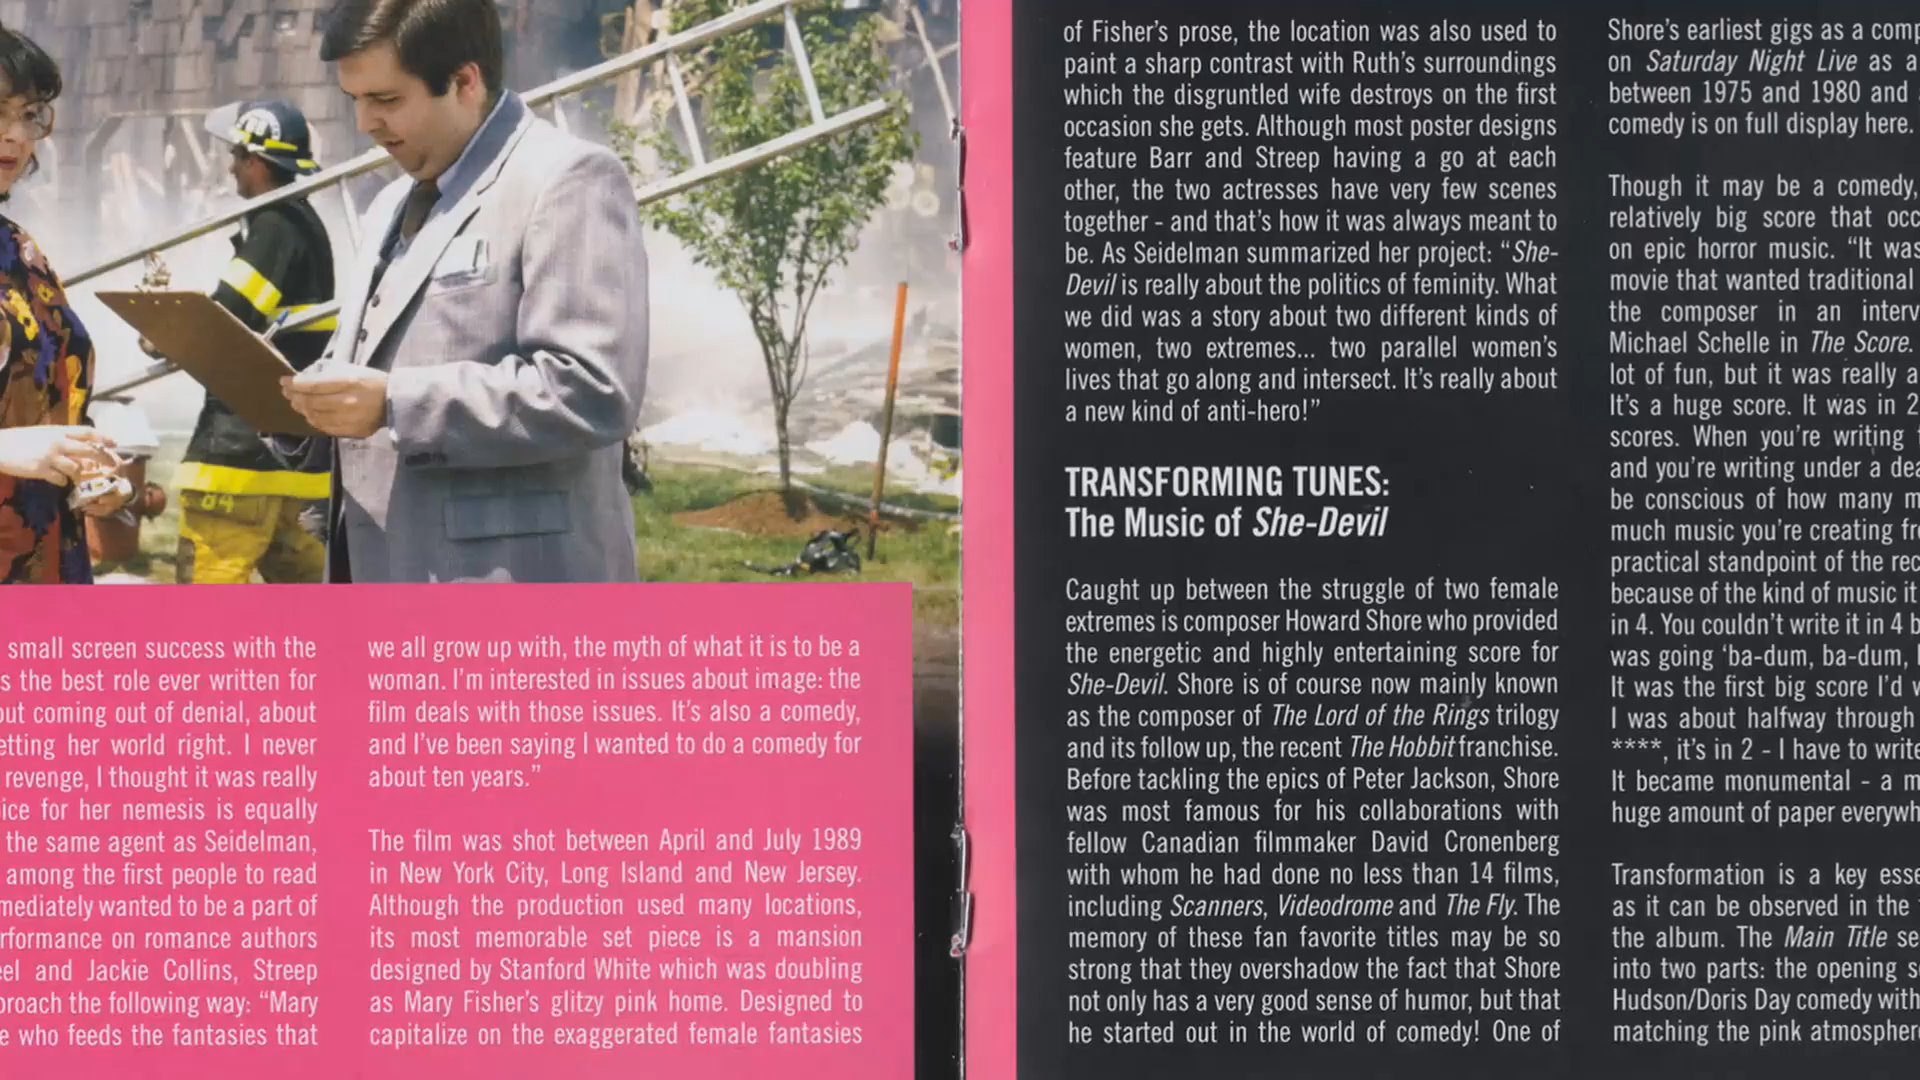 84
small screen success with the
s the best role ever written for
out coming out of denial, about
etting her world right. I never
revenge, I thought it was really
ice for her nemesis is equally
the same agent as Seidelman,
among the first people to read
mediately wanted to be a part of
rformance on romance authors
eel and Jackie Collins, Streep
proach the following way: “Mary
e who feeds the fantasies that
we all grow up with, the myth of what it is to be a
woman. I’m interested in issues about image: the
film deals with those issues. It’s also a comedy,
and I’ve been saying I wanted to do a comedy for
about ten years.”
The film was shot between April and July 1989
in New York City, Long Island and New Jersey.
Although the production used many locations,
its most memorable set piece is a mansion
designed by Stanford White which was doubling
as Mary Fisher’s glitzy pink home. Designed to
capitalize on the exaggerated female fantasies
of Fisher’s prose, the location was also used to
paint a sharp contrast with Ruth’s surroundings
which the disgruntled wife destroys on the first
occasion she gets. Although most poster designs
feature Barr and Streep having a go at each
other, the two actresses have very few scenes
together - and that’s how it was always meant to
be. As Seidelman summarized her project: “She-
Devil is really about the politics of feminity. What
we did was a story about two different kinds of
women, two extremes... two parallel women’s
lives that go along and intersect. It’s really about
a new kind of anti-hero!”
TRANSFORMING TUNES:
The Music of She-Devil
Caught up between the struggle of two female
extremes is composer Howard Shore who provided
the energetic and highly entertaining score for
She-Devil. Shore is of course now mainly known
as the composer of The Lord of the Rings trilogy
and its follow up, the recent The Hobbit franchise.
Before tackling the epics of Peter Jackson, Shore
was most famous for his collaborations with
fellow Canadian filmmaker David Cronenberg
with whom he had done no less than 14 films,
including Scanners, Videodrome and The Fly. The
memory of these fan favorite titles may be so
strong that they overshadow the fact that Shore
not only has a very good sense of humor, but that
he started out in the world of comedy! One of
Shore’s earliest gigs as a comp
on Saturday Night Live as a
between 1975 and 1980 and
comedy is on full display here.
Though it may be a comedy,
relatively big score that occ
on epic horror music. “It was
movie that wanted traditional
the composer in an interv
Michael Schelle in The Score.
lot of fun, but it was really a
It’s a huge score. It was in 2
scores. When you’re writing
and you’re writing under a dea
be conscious of how many m
much music you’re creating fr
practical standpoint of the rec
because of the kind of music it
in 4. You couldn’t write it in 4 b
was going ‘ba-dum, ba-dum,
It was the first big score I’d w
I was about halfway through
****, it’s in 2 - I have to write
It became monumental - a m
huge amount of paper everywh
Transformation is a key esse
as it can be observed in the
the album. The Main Title se
into two parts: the opening s
Hudson/Doris Day comedy with
matching the pink atmospher